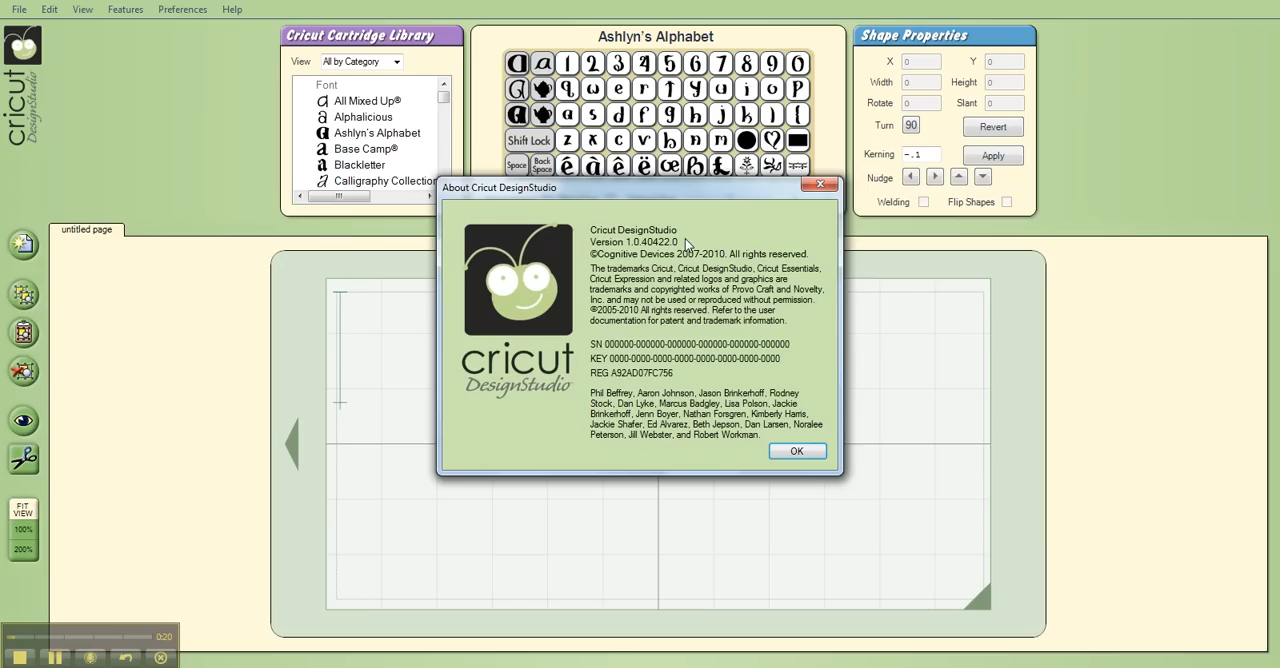 File Edit View Features Preferences Help
cricut
DesignStudio
Cricut Cartridge Library
View All by Category
Font
All Mixed Up®
Alphalicious
Ashlyn's Alphabet
Base Camp®
Blackletter
Calligraphy Collection
Ashlyn's Alphabet
a a 1 2 3 4 5 6 7 8 9 0
q w e r t y u i o p
a s d f g h j k l {
Shift Lock z x c v b n m
Space Back Space é à ê ë œ ß £
Shape Properties
X 0 Y 0
Width 0 Height 0
Rotate 0 Slant 0
Turn 90 Revert
Kerning -.1 Apply
Nudge
Welding Flip Shapes
untitled page
About Cricut DesignStudio
Cricut DesignStudio
Version 1.0.40422.0
©Cognitive Devices 2007-2010. All rights reserved.
The trademarks Cricut, Cricut DesignStudio, Cricut Essentials,
Cricut Expression and related logos and graphics are
trademarks and copyrighted works of Provo Craft and Novelty,
Inc. and may not be used or reproduced without permission.
©2005-2010 All rights reserved. Refer to the user
documentation for patent and trademark information.
SN 000000-000000-000000-000000-000000-000000
KEY 0000-0000-0000-0000-0000-0000-0000-0000
REG A92AD07FC756
Phil Beffrey, Aaron Johnson, Jason Brinkerhoff, Rodney
Stock, Dan Lyke, Marcus Badgley, Lisa Polson, Jackie
Brinkerhoff, Jenn Boyer, Nathan Forsgren, Kimberly Harris,
Jackie Shafer, Ed Alvarez, Beth Jepson, Dan Larsen, Noralee
Peterson, Jill Webster, and Robert Workman.
OK
cricut
DesignStudio
FIT
VIEW
100%
200%
0:20